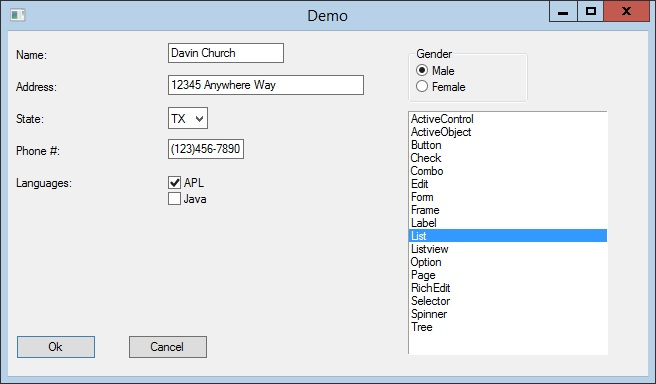 Demo
Name:
Davin Church
Address:
12345 Anywhere Way
State:
TX
Phone #:
(123)456-7890
Languages:
APL
Java
Ok
Cancel
Gender
Male
Female
ActiveControl
ActiveObject
Button
Check
Combo
Edit
Form
Frame
Label
List
Listview
Option
Page
RichEdit
Selector
Spinner
Tree